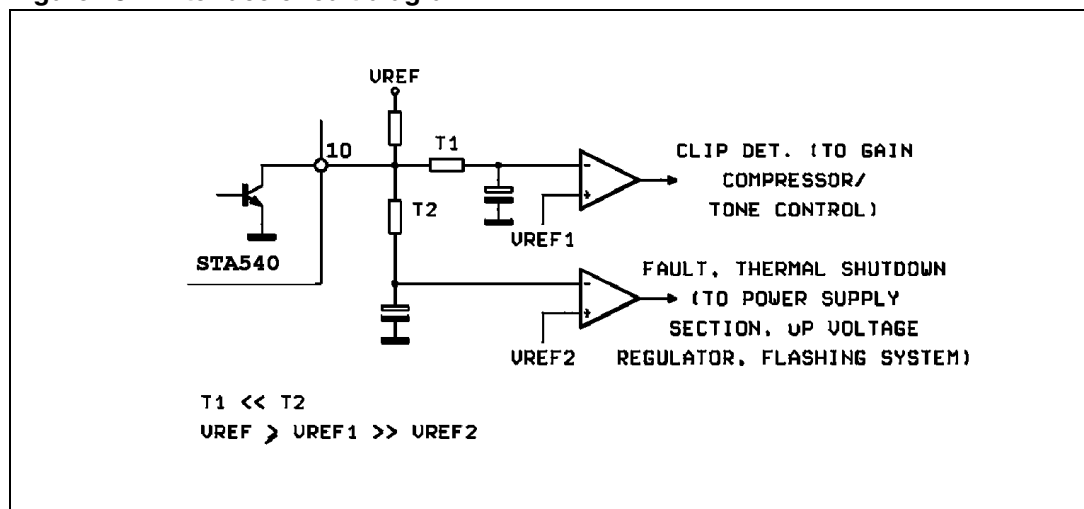 VREF
10
T1
T2
STA540
VREF1
VREF2
CLIP DET. (TO GAIN
COMPRESSOR/
TONE CONTROL)
FAULT, THERMAL SHUTDOWN
(TO POWER SUPPLY
SECTION, uP VOLTAGE
REGULATOR, FLASHING SYSTEM)
T1 << T2
VREF ⩾ VREF1 >> VREF2